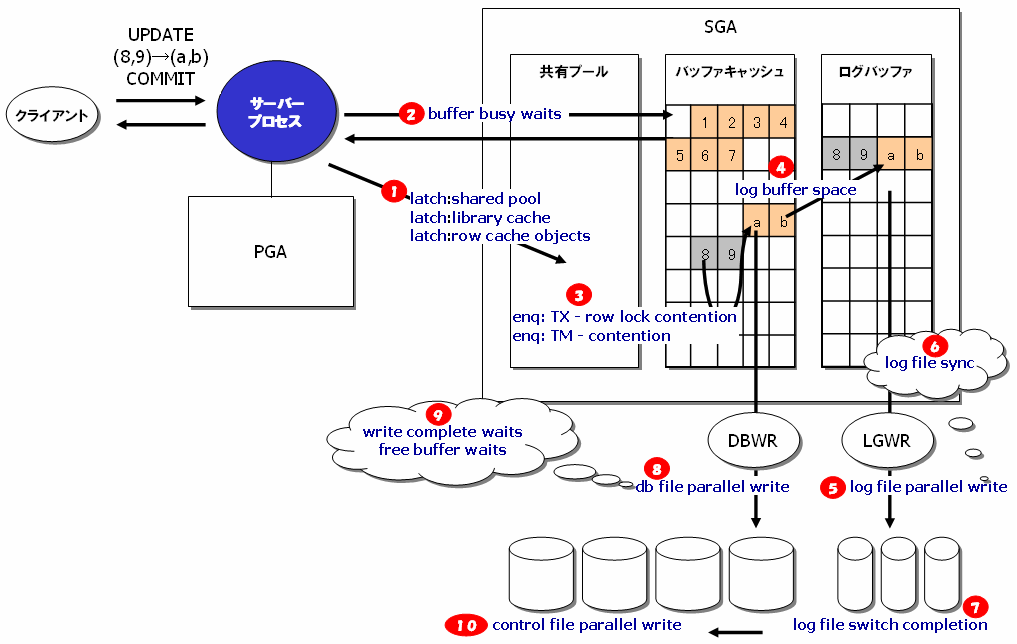 UPDATE
(8,9)→(a,b)
COMMIT
クライアント
サーバー
プロセス
PGA
SGA
共有プール
バッファキャッシュ
ログバッファ
2 buffer busy waits
1
latch:shared pool
latch:library cache
latch:row cache objects
1 2 3 4
5 6 7
8 9 a b
4
log buffer space
a b
8 9
3
enq: TX - row lock contention
enq: TM - contention
6
log file sync
9
write complete waits
free buffer waits
DBWR
LGWR
8
db file parallel write
5 log file parallel write
7
10 control file parallel write
log file switch completion